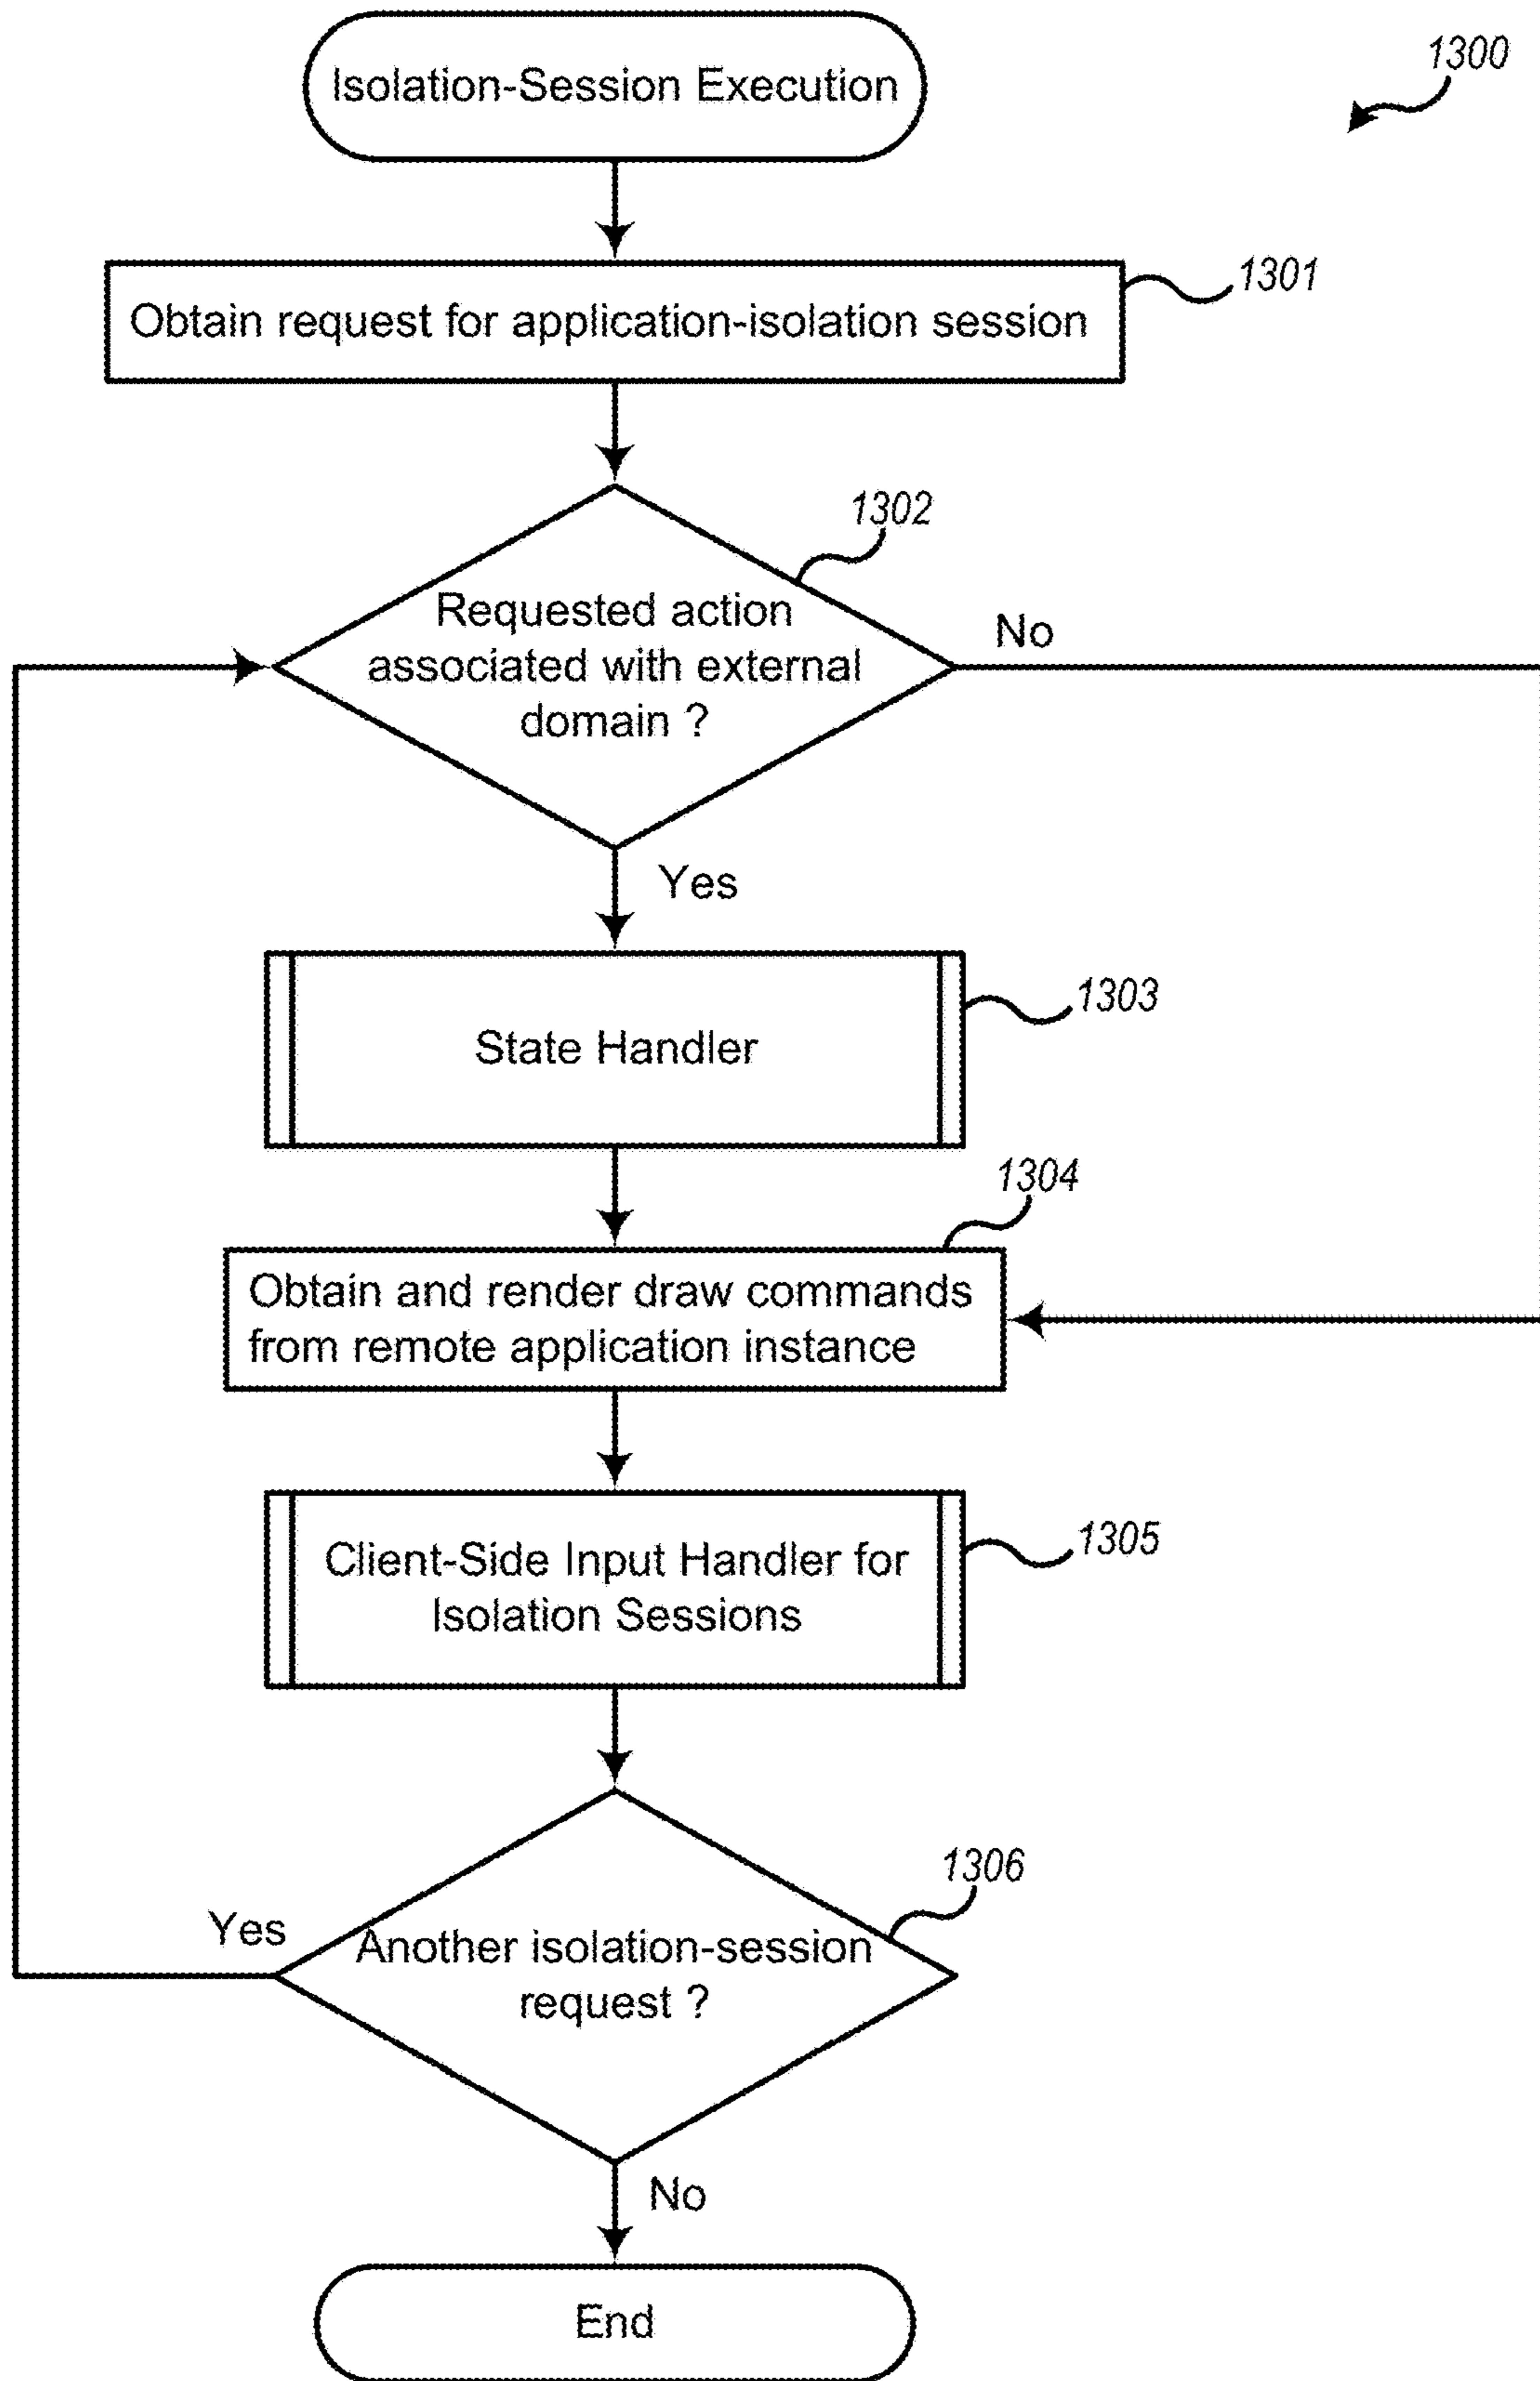 Isolation-Session Execution
1300
Obtain request for application-isolation session
1301
1302
Requested action
associated with external
domain ?
No
Yes
State Handler
1303
1304
Obtain and render draw commands
from remote application instance
Client-Side Input Handler for
Isolation Sessions
1305
1306
Yes
Another isolation-session
request ?
No
End